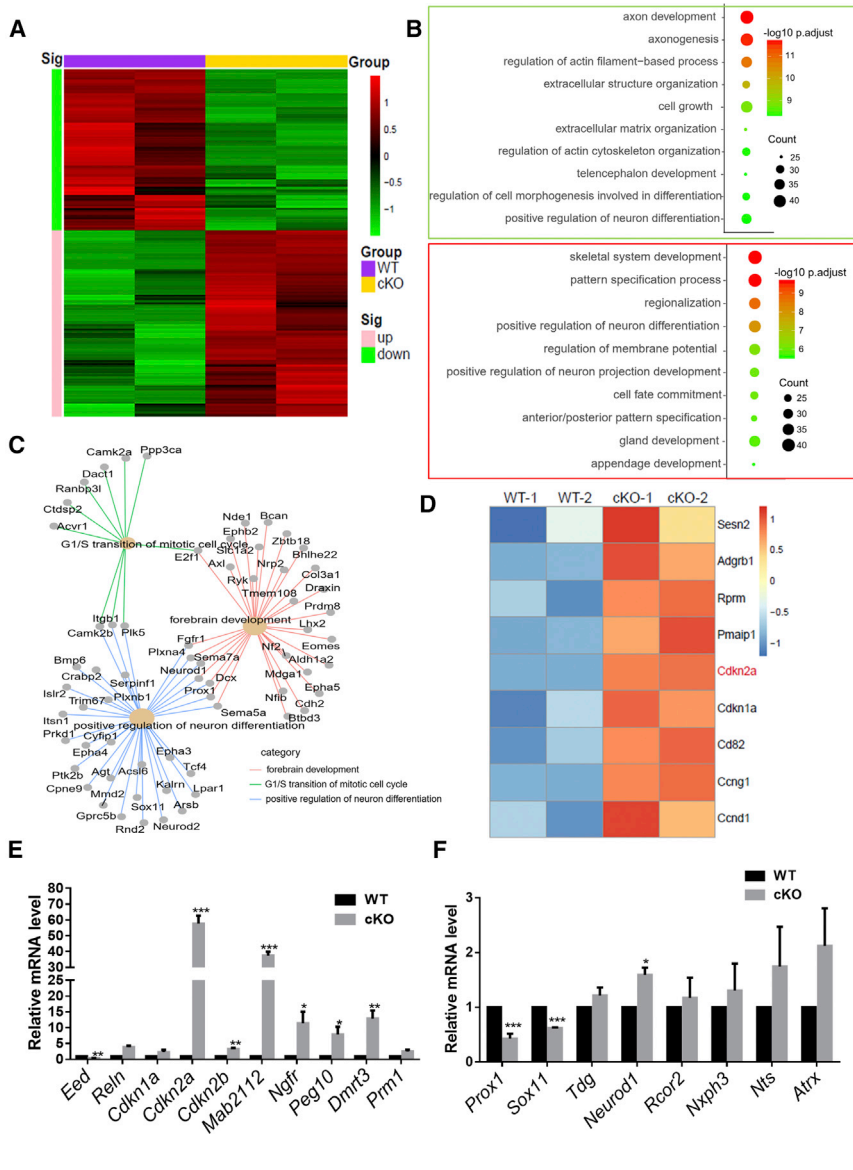 A
Sig
Group
1
0.5
0
−0.5
−1
Group
WT
cKO
Sig
up
down
B
axon development
axonogenesis
regulation of actin filament-based process
extracellular structure organization
cell growth
extracellular matrix organization
regulation of actin cytoskeleton organization
telencephalon development
regulation of cell morphogenesis involved in differentiation
positive regulation of neuron differentiation
-log10 p.adjust
11
10
9
Count
25
30
35
40
skeletal system development
pattern specification process
regionalization
positive regulation of neuron differentiation
regulation of membrane potential
positive regulation of neuron projection development
cell fate commitment
anterior/posterior pattern specification
gland development
appendage development
-log10 p.adjust
9
8
7
6
Count
25
30
35
40
C
Camk2a
Ppp3ca
Dact1
Ranbp3l
Ctdsp2
Acvr1
G1/S transition of mitotic cell cycle
E2f1
Nde1
Bcan
Ephb2
Zbtb18
Slc1a2
Bhlhe22
Axl
Nrp2
Col3a1
Ryk
Draxin
Tmem108
Prdm8
forebrain development
Lhx2
Eomes
Itgb1
Camk2b
Plk5
Fgfr1
Nf2
Plxna4
Aldh1a2
Sema7a
Bmp6
Neurod1
Mdga1
Crabp2
Serpinf1
Dcx
Epha5
Islr2
Plxnb1
Prox1
Nfib
Cdh2
Trim67
Sema5a
Btbd3
Itsn1
positive regulation of neuron differentiation
Prkd1
Cyfip1
Epha4
Epha3
Ptk2b
Agt
Acsl6
Tcf4
Cpne9
Mmd2
Kalrn
Lpar1
Sox11
Arsb
Gprc5b
Rnd2
Neurod2
category
forebrain development
G1/S transition of mitotic cell cycle
positive regulation of neuron differentiation
D
WT-1
WT-2
cKO-1
cKO-2
Sesn2
Adgrb1
Rprm
Pmaip1
Cdkn2a
Cdkn1a
Cd82
Ccng1
Ccnd1
1
0.5
0
−0.5
−1
E
Relative mRNA level
80
70
60
50
40
30
25
20
15
10
5
0
WT
cKO
**
***
**
***
*
*
**
Eed
Reln
Cdkn1a
Cdkn2a
Cdkn2b
Mab2112
Ngfr
Peg10
Dmrt3
Prm1
F
Relative mRNA level
3
2
1
0
WT
cKO
***
***
*
Prox1
Sox11
Tdg
Neurod1
Rcor2
Nxph3
Nts
Atrx